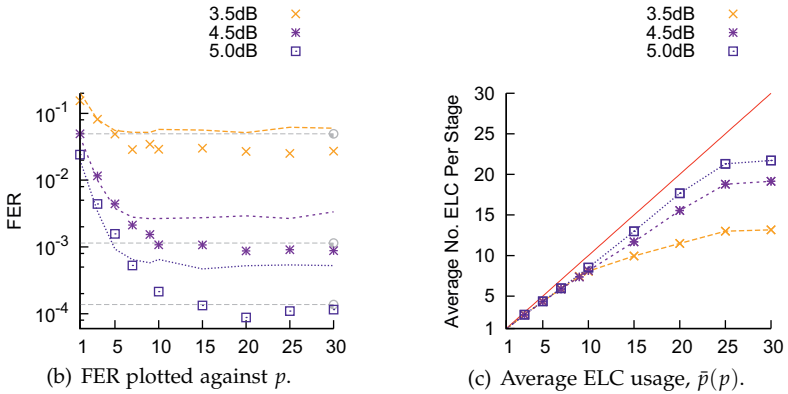 3.5dB
4.5dB
5.0dB
FER
10-1
10-2
10-3
10-4
1 5 10 15 20 25 30
(b) FER plotted against p.
3.5dB
4.5dB
5.0dB
Average No. ELC Per Stage
30
25
20
15
10
5
1
1 5 10 15 20 25 30
(c) Average ELC usage, p̄(p).